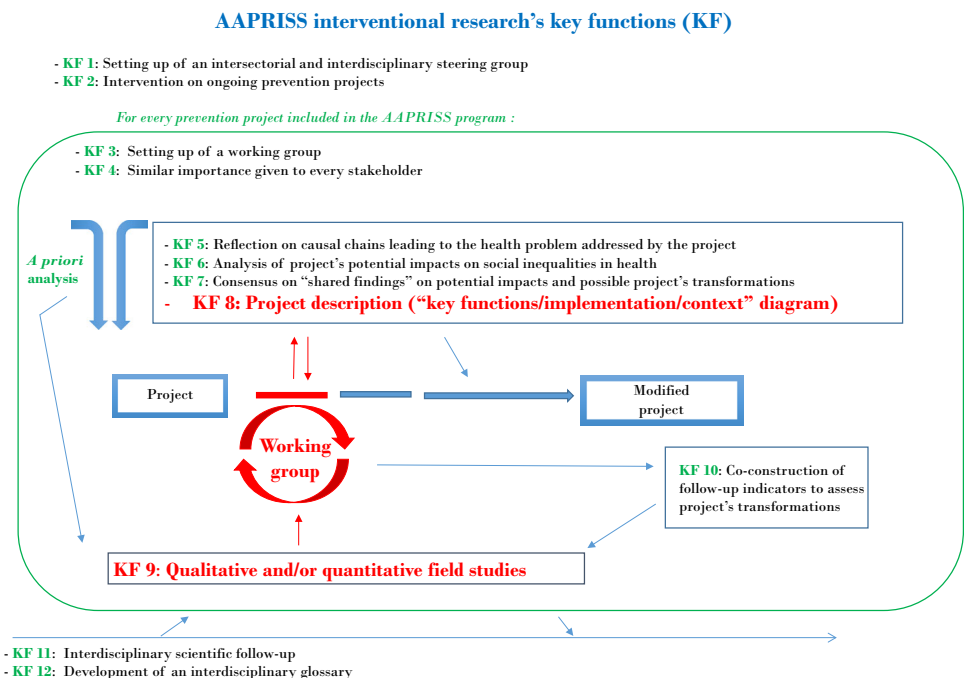 AAPRISS interventional research's key functions (KF)
- KF 1: Setting up of an intersectorial and interdisciplinary steering group
- KF 2: Intervention on ongoing prevention projects
For every prevention project included in the AAPRISS program :
- KF 3: Setting up of a working group
- KF 4: Similar importance given to every stakeholder
A priori
analysis
- KF 5: Reflection on causal chains leading to the health problem addressed by the project
- KF 6: Analysis of project's potential impacts on social inequalities in health
- KF 7: Consensus on "shared findings" on potential impacts and possible project's transformations
- KF 8: Project description ("key functions/implementation/context" diagram)
Project
Modified
project
Working
group
KF 10: Co-construction of
follow-up indicators to assess
project's transformations
KF 9: Qualitative and/or quantitative field studies
- KF 11: Interdisciplinary scientific follow-up
- KF 12: Development of an interdisciplinary glossary